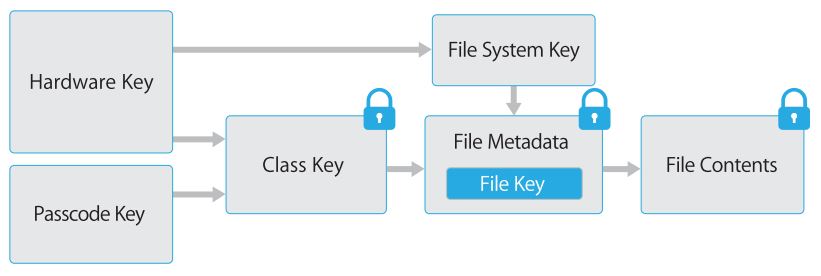 Hardware Key
File System Key
Class Key
File Metadata
File Key
File Contents
Passcode Key